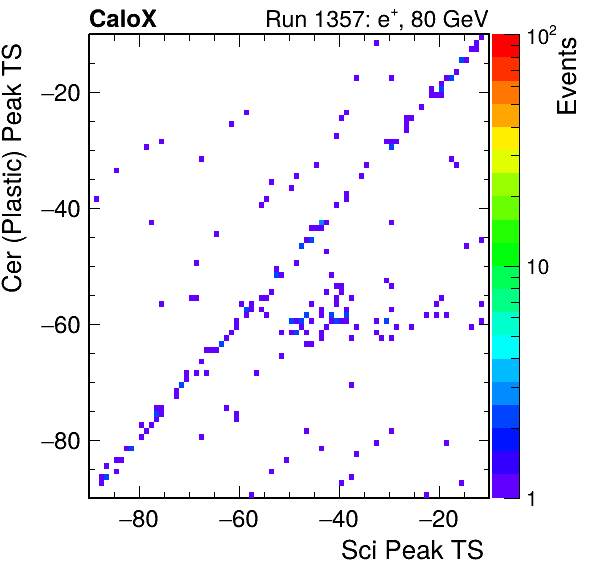 CaloX Run 1357: e⁺, 80 GeV
Cer (Plastic) Peak TS
−20
−40
−60
−80
−80 −60 −40 −20
Sci Peak TS
10²
10
1
Events